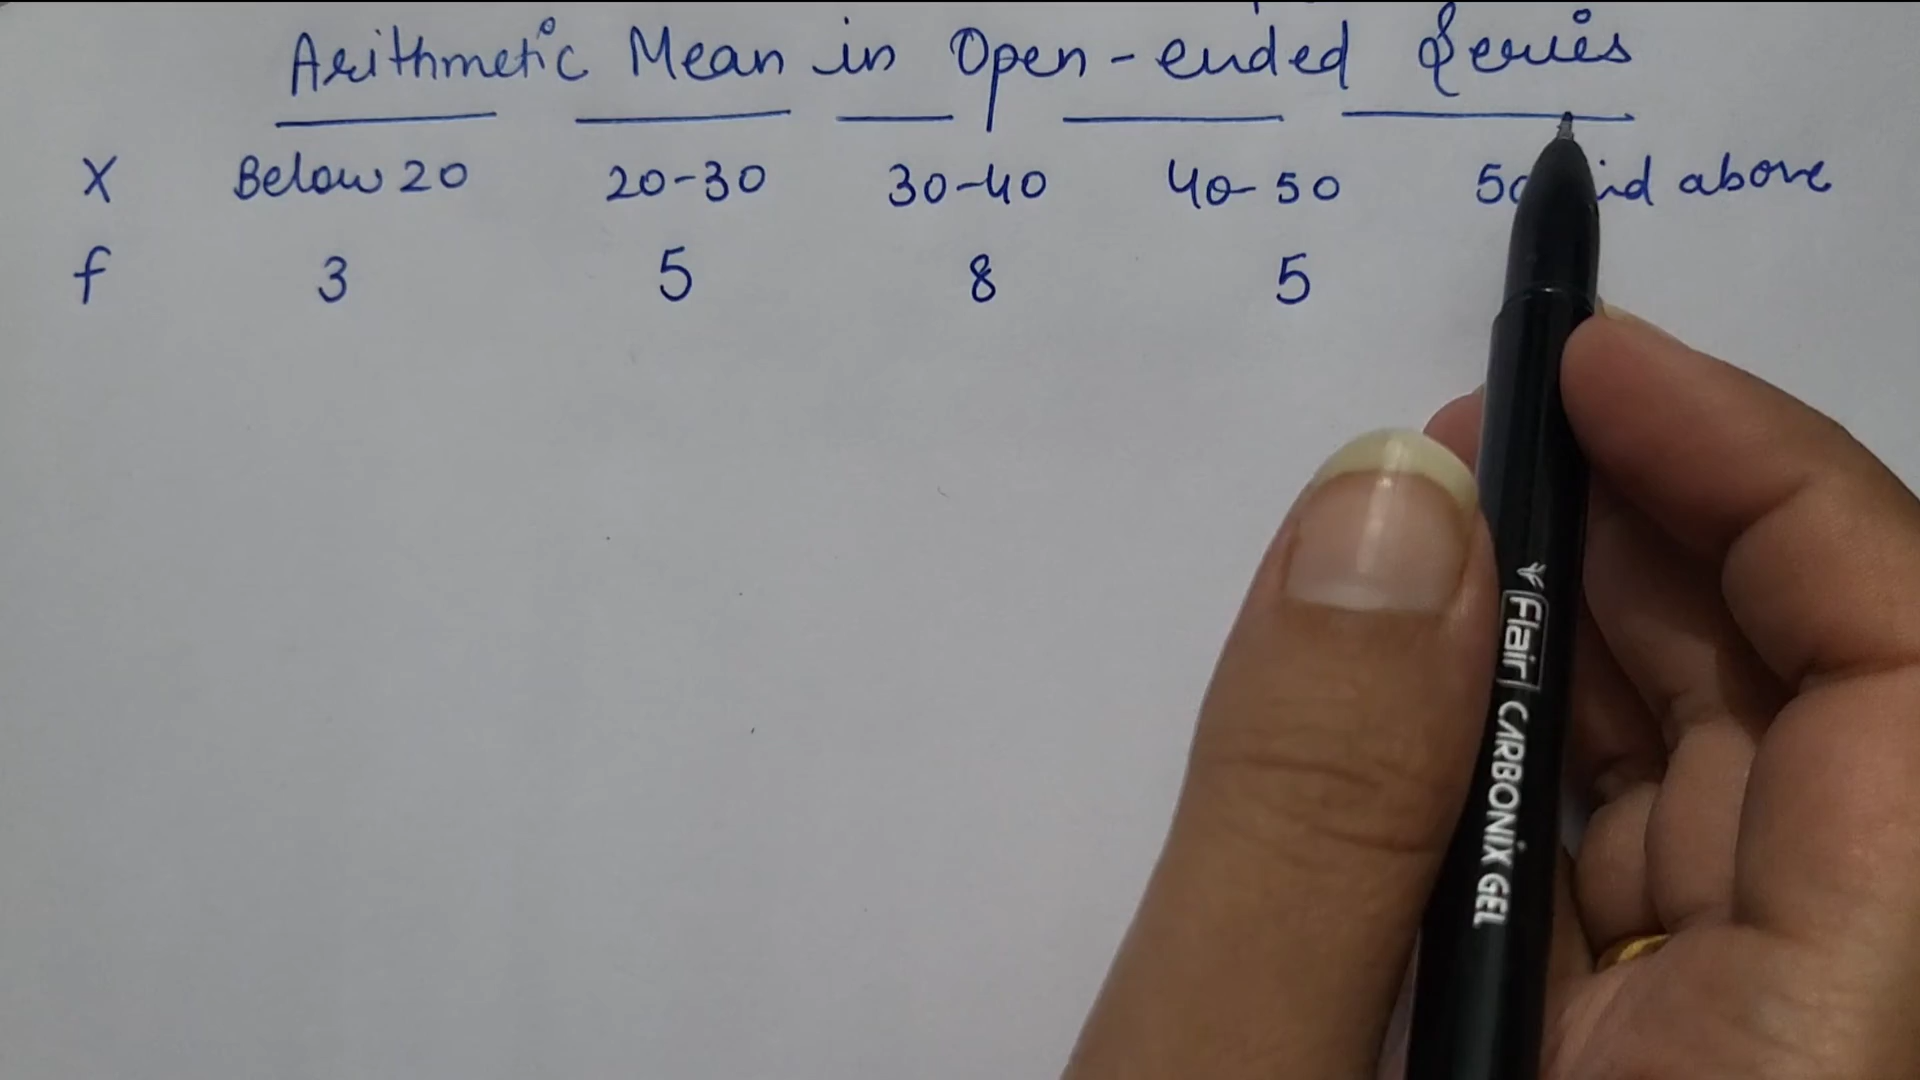 Arithmetic Mean in Open-ended Series
X Below 20 20-30 30-40 40-50 above
f 3 5 8 5
Flair CARBONIX GEL